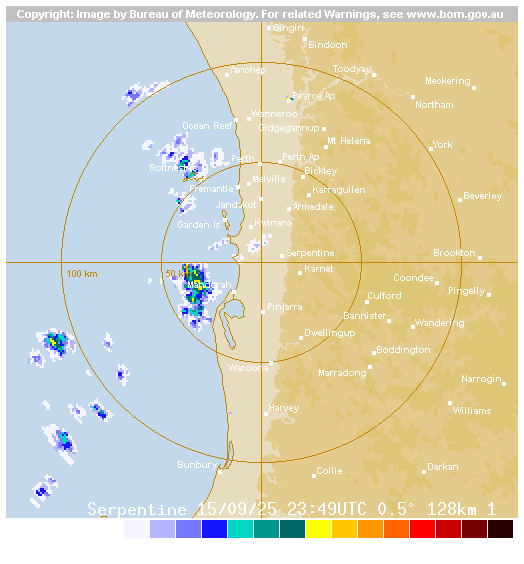 Copyright: Image by Bureau of Meteorology. For related Warnings, see www.bom.gov.au
Gingin
Bindoon
Yanchep
Toodyay
Meckering
Pearce Ap
Northam
Wanneroo
Ocean Reef
Gidgegannup
Mt Helena
York
Perth
Perth Ap
Rottnest
Bickley
Melville
Fremantle
Karragullen
Beverley
Jandakot
Armadale
Garden Is
Kwinana
Serpentine
Brookton
100 km
50 km
Karnet
Mandurah
Coondee
Pingelly
Culford
Pinjarra
Bannister
Wandering
Dwellingup
Boddington
Waroona
Marradong
Narrogin
Harvey
Williams
Bunbury
Collie
Darkan
Serpentine 15/09/25 23:49UTC 0.5° 128km 1